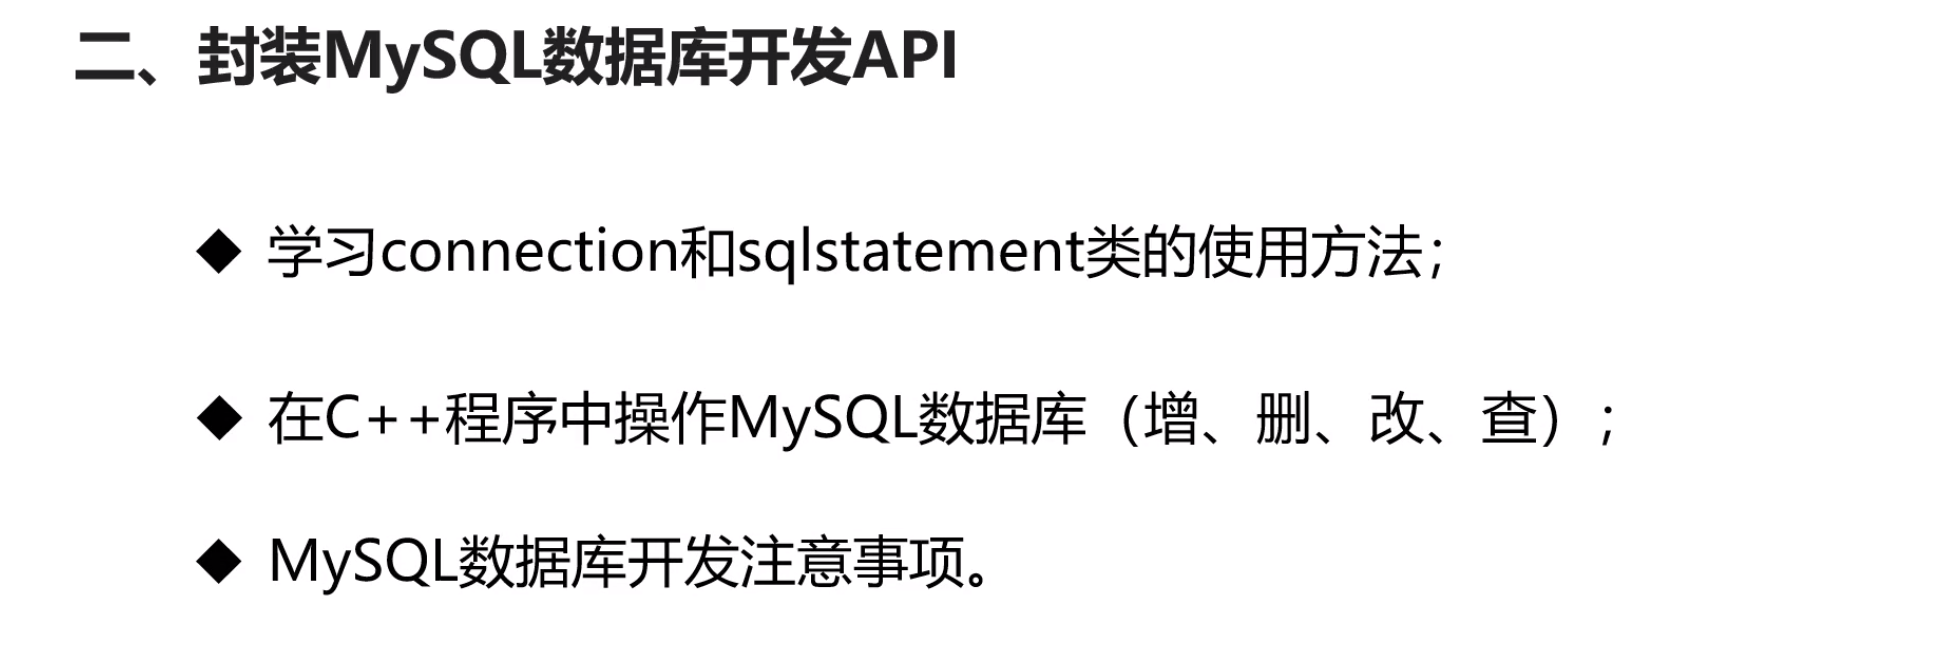 二、封装MySQL数据库开发API
◆ 学习connection和sqlstatement类的使用方法；
◆ 在C++程序中操作MySQL数据库（增、删、改、查）；
◆ MySQL数据库开发注意事项。